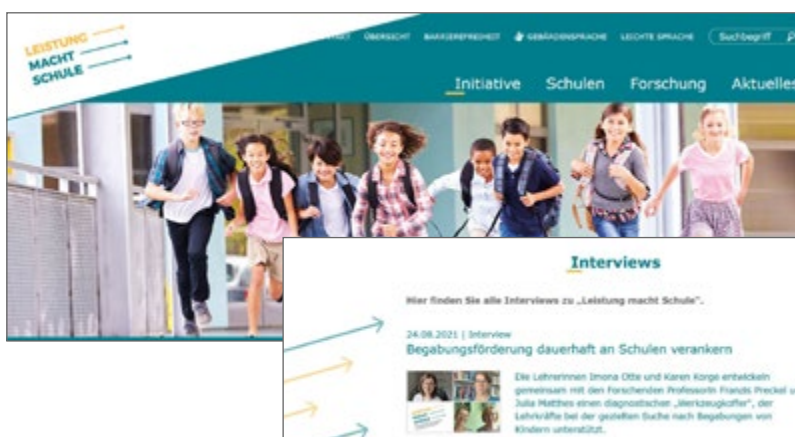 LEISTUNG
MACHT
SCHULE
ÜBERSICHT BARRIEREFREIHEIT GEBÄRDENSPRACHE LEICHTE SPRACHE Suchbegriff
Initiative Schulen Forschung Aktuelles
Interviews
Hier finden Sie alle Interviews zu „Leistung macht Schule".
24.08.2021 | Interview
Begabungsförderung dauerhaft an Schulen verankern
Die Lehrerinnen Imona Otte und Karen Korge entwickeln
gemeinsam mit den Forschenden Professorin Franzis Preckel
Julia Matthes einen diagnostischen „Werkzeugkoffer", der
Lehrkräfte bei der gezielten Suche nach Begabungen von
Kindern unterstützt.